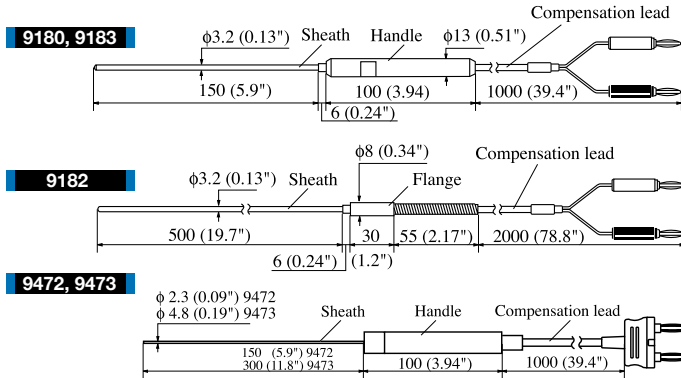 9180, 9183
ϕ3.2 (0.13")
Sheath
Handle
ϕ13 (0.51")
Compensation lead
150 (5.9")
100 (3.94)
1000 (39.4")
6 (0.24")
9182
ϕ3.2 (0.13")
Sheath
ϕ8 (0.34")
Flange
Compensation lead
500 (19.7")
30
55 (2.17")
2000 (78.8")
6 (0.24")
(1.2")
9472, 9473
ϕ 2.3 (0.09") 9472
ϕ 4.8 (0.19") 9473
Sheath
Handle
Compensation lead
150 (5.9") 9472
300 (11.8") 9473
100 (3.94")
1000 (39.4")